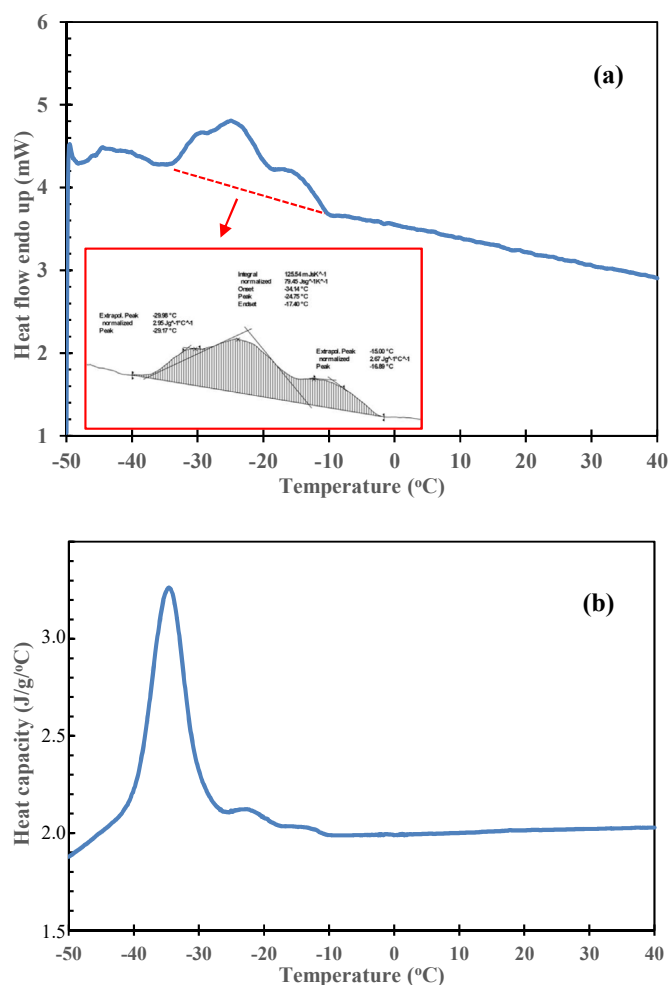 6
(a)
5
4
3
2
1
Heat flow endo up (mW)
Integral 125.54 mJsK^-1
normalized 79.45 Jsg^-1K^-1
Onset -34.14 °C
Peak -24.75 °C
Endset -17.40 °C
Extrapol. Peak -29.98 °C
normalized 2.95 Jg^-1°C^-1
Peak -29.17 °C
Extrapol. Peak -15.00 °C
normalized 2.67 Jg^-1°C^-1
Peak -16.89 °C
-50 -40 -30 -20 -10 0 10 20 30 40
Temperature (°C)
(b)
3.0
2.5
2.0
1.5
Heat capacity (J/g/°C)
-50 -40 -30 -20 -10 0 10 20 30 40
Temperature (°C)